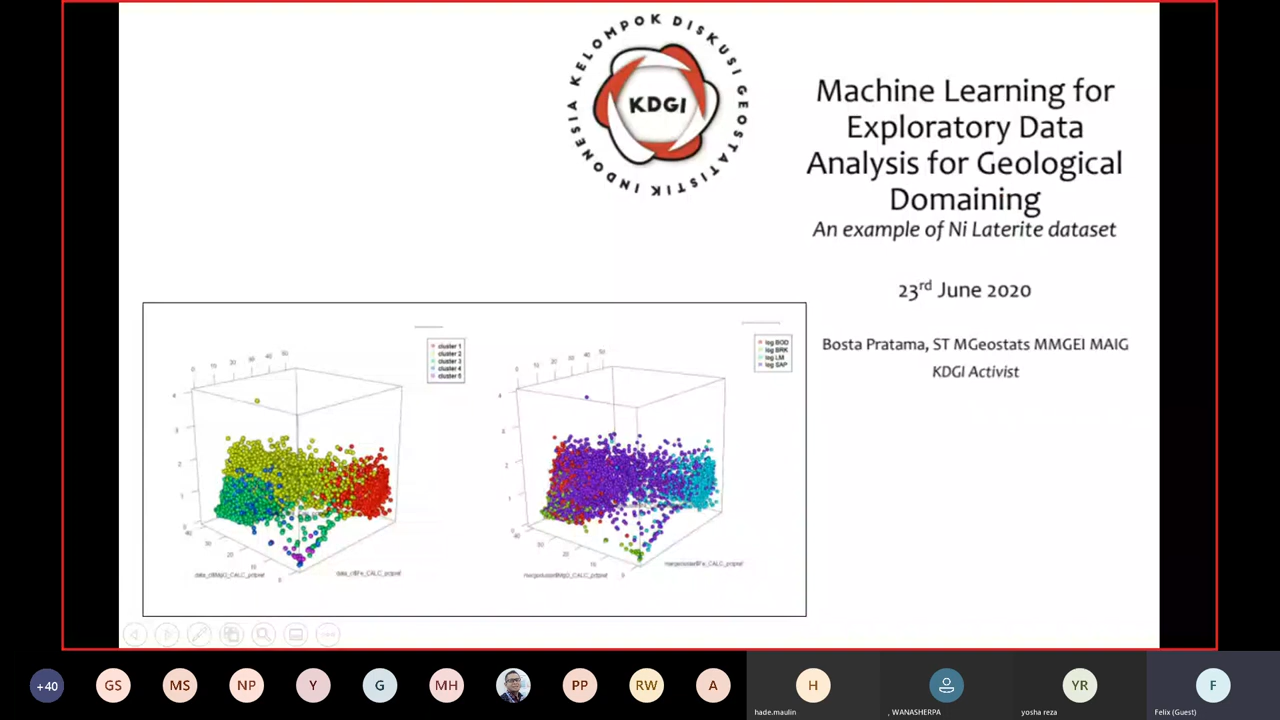 KELOMPOK DISKUSI GEOSTATISTIK INDONESIA
KDGI
Machine Learning for
Exploratory Data
Analysis for Geological
Domaining
An example of Ni Laterite dataset
23rd June 2020
Bosta Pratama, ST MGeostats MMGEI MAIG
KDGI Activist
cluster 1
cluster 2
cluster 3
cluster 4
cluster 5
log BGD
log BRK
log LM
log SAP
+40
GS
MS
NP
Y
G
MH
PP
RW
A
H
YR
F
hade.maulin
, WANASHERPA
yosha reza
Felix (Guest)